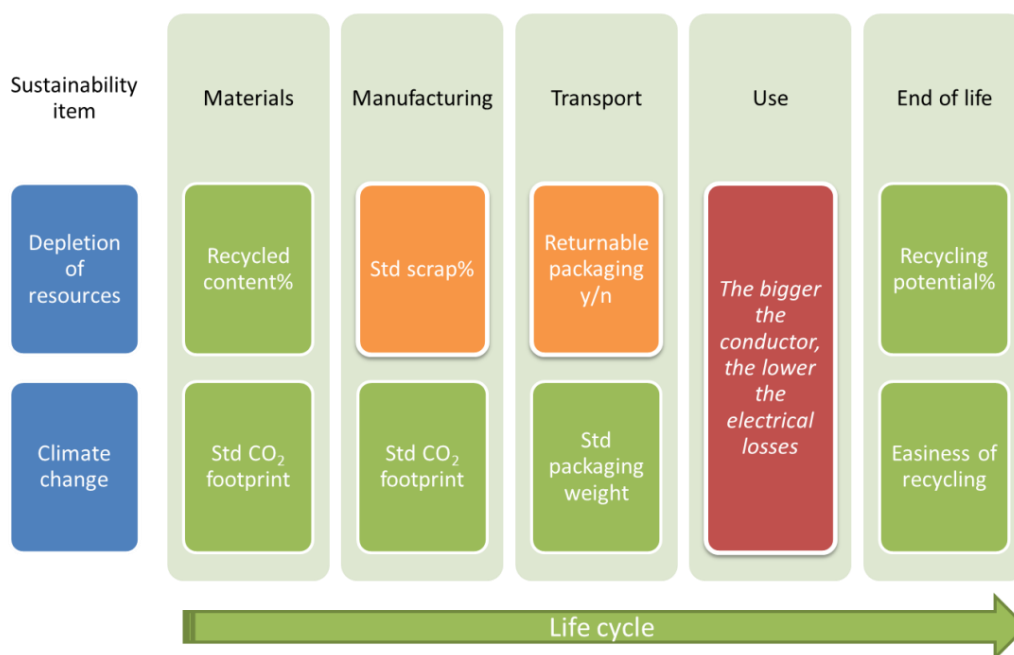 Sustainability
item
Materials
Manufacturing
Transport
Use
End of life
Depletion
of
resources
Recycled
content%
Std scrap%
Returnable
packaging
y/n
The bigger
the
conductor,
the lower
the
electrical
losses
Recycling
potential%
Climate
change
Std CO₂
footprint
Std CO₂
footprint
Std
packaging
weight
Easiness of
recycling
Life cycle